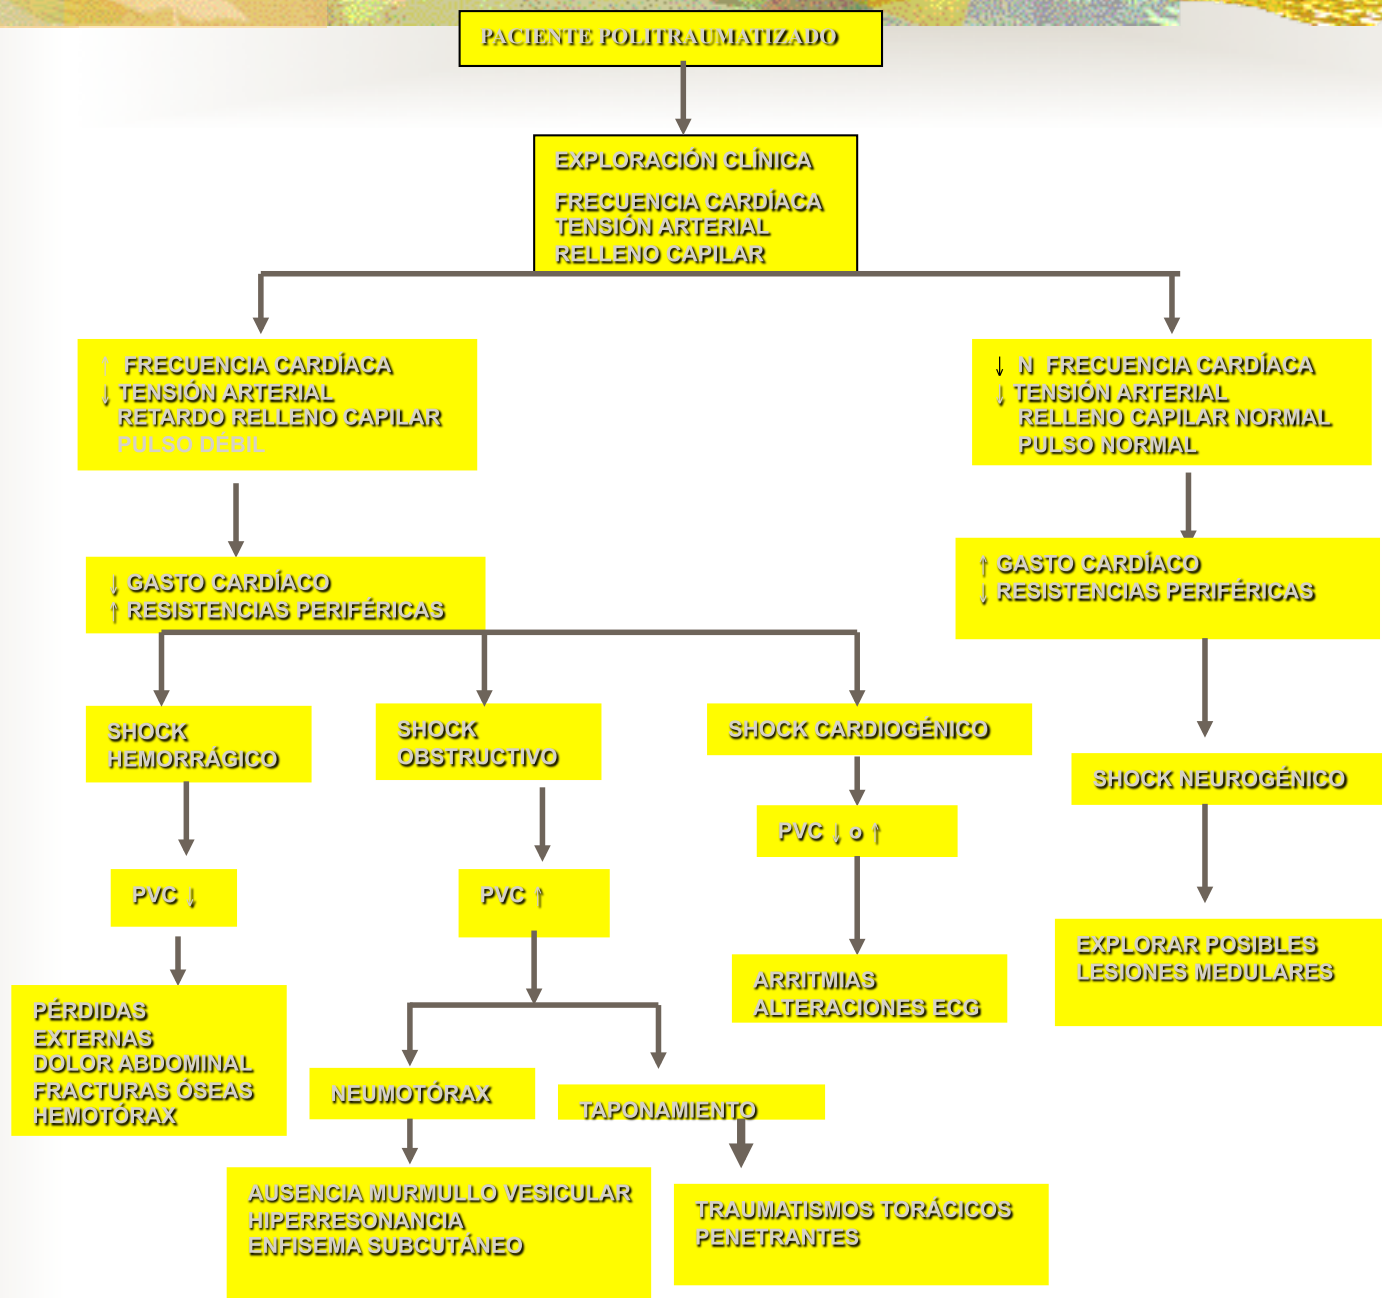 PACIENTE POLITRAUMATIZADO
EXPLORACIÓN CLÍNICA
FRECUENCIA CARDÍACA
TENSIÓN ARTERIAL
RELLENO CAPILAR
↑ FRECUENCIA CARDÍACA
↓ TENSIÓN ARTERIAL
RETARDO RELLENO CAPILAR
PULSO DÉBIL
↓ N FRECUENCIA CARDÍACA
↓ TENSIÓN ARTERIAL
RELLENO CAPILAR NORMAL
PULSO NORMAL
↓ GASTO CARDÍACO
↑ RESISTENCIAS PERIFÉRICAS
↑ GASTO CARDÍACO
↓ RESISTENCIAS PERIFÉRICAS
SHOCK
HEMORRÁGICO
SHOCK
OBSTRUCTIVO
SHOCK CARDIOGÉNICO
SHOCK NEUROGÉNICO
PVC ↓
PVC ↑
PVC ↓ o ↑
EXPLORAR POSIBLES
LESIONES MEDULARES
ARRITMIAS
ALTERACIONES ECG
PÉRDIDAS
EXTERNAS
DOLOR ABDOMINAL
FRACTURAS ÓSEAS
HEMOTÓRAX
NEUMOTÓRAX
TAPONAMIENTO
AUSENCIA MURMULLO VESICULAR
HIPERRESONANCIA
ENFISEMA SUBCUTÁNEO
TRAUMATISMOS TORÁCICOS
PENETRANTES